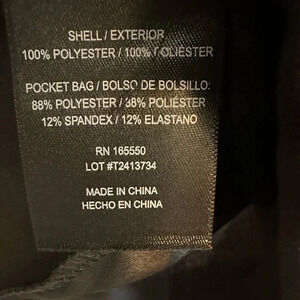 SHELL / EXTERIOR
100% POLYESTER / 100% POLIÉSTER
POCKET BAG / BOLSO DE BOLSILLO:
88% POLYESTER / 88% POLIÉSTER
12% SPANDEX / 12% ELASTANO
RN 165550
LOT #T2413734
MADE IN CHINA
HECHO EN CHINA